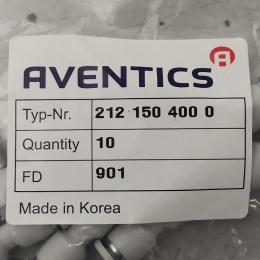 AVENTICS
Typ-Nr. 212 150 400 0
Quantity 10
FD 901
Made in Korea